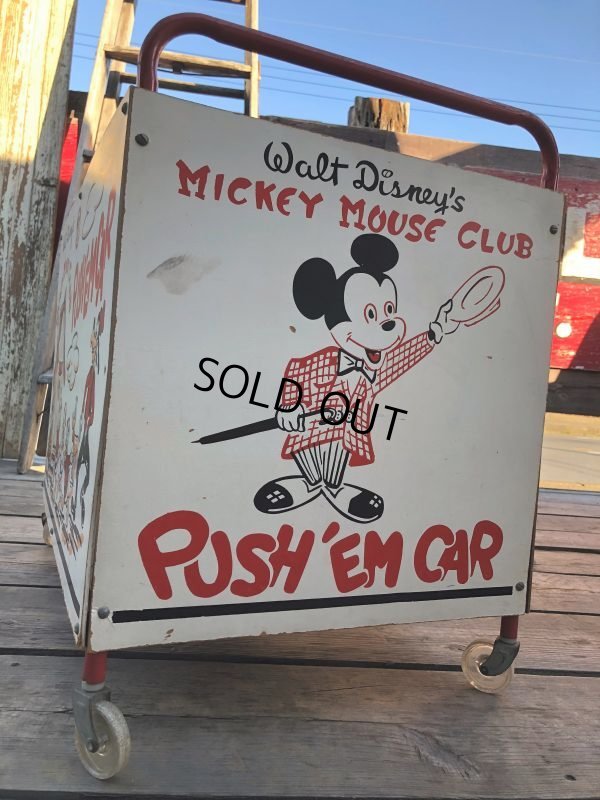 Walt Disney's
MICKEY MOUSE CLUB
SOLD OUT
PUSH 'EM CAR